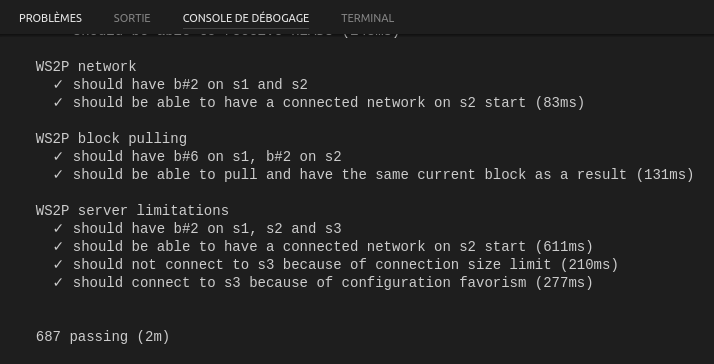 PROBLÈMES SORTIE CONSOLE DE DÉBOGAGE TERMINAL
WS2P network
✓ should have b#2 on s1 and s2
✓ should be able to have a connected network on s2 start (83ms)
WS2P block pulling
✓ should have b#6 on s1, b#2 on s2
✓ should be able to pull and have the same current block as a result (131ms)
WS2P server limitations
✓ should have b#2 on s1, s2 and s3
✓ should be able to have a connected network on s2 start (611ms)
✓ should not connect to s3 because of connection size limit (210ms)
✓ should connect to s3 because of configuration favorism (277ms)
687 passing (2m)